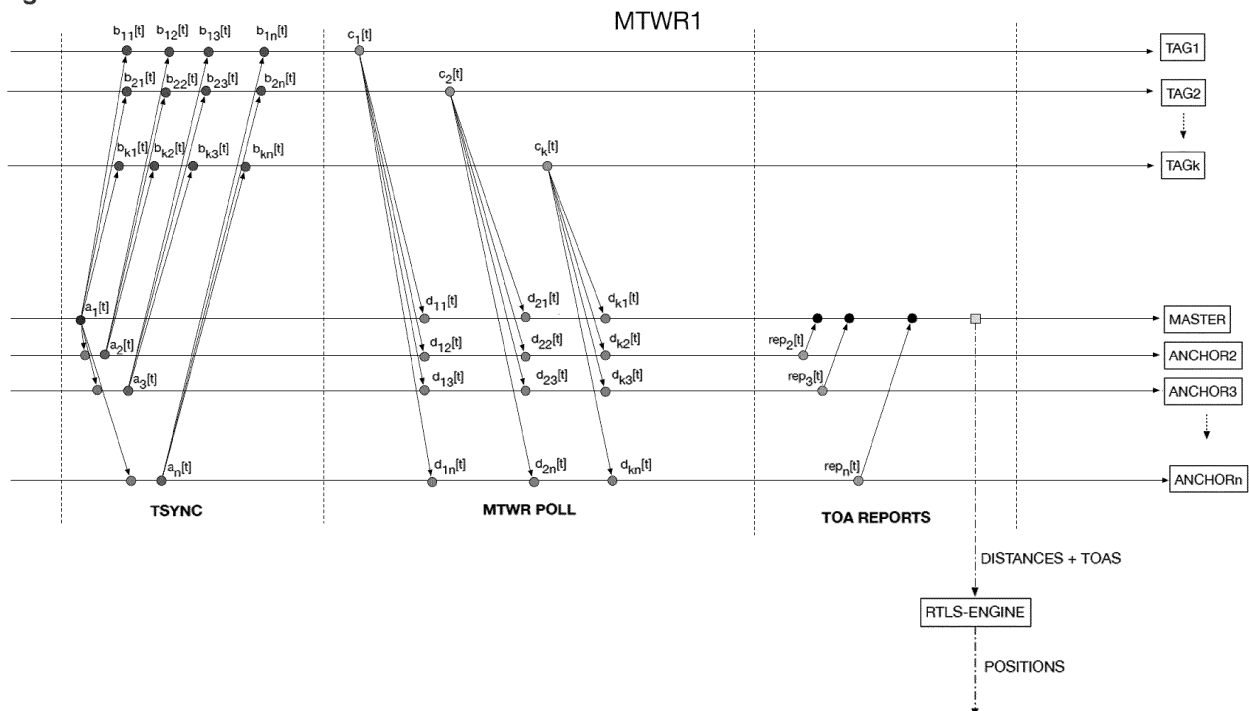 MTWR1
b11[t] b12[t] b13[t] b1n[t] c1[t]
TAG1
b21[t] b22[t] b23[t] b2n[t] c2[t]
TAG2
bk1[t] bk2[t] bk3[t] bkn[t] ck[t]
TAGk
a1[t] d11[t] d21[t] dk1[t]
MASTER
a2[t] d12[t] d22[t] dk2[t] rep2[t]
ANCHOR2
a3[t] d13[t] d23[t] dk3[t] rep3[t]
ANCHOR3
an[t] d1n[t] d2n[t] dkn[t] repn[t]
ANCHORn
TSYNC MTWR POLL TOA REPORTS
DISTANCES + TOAS
RTLS-ENGINE
POSITIONS